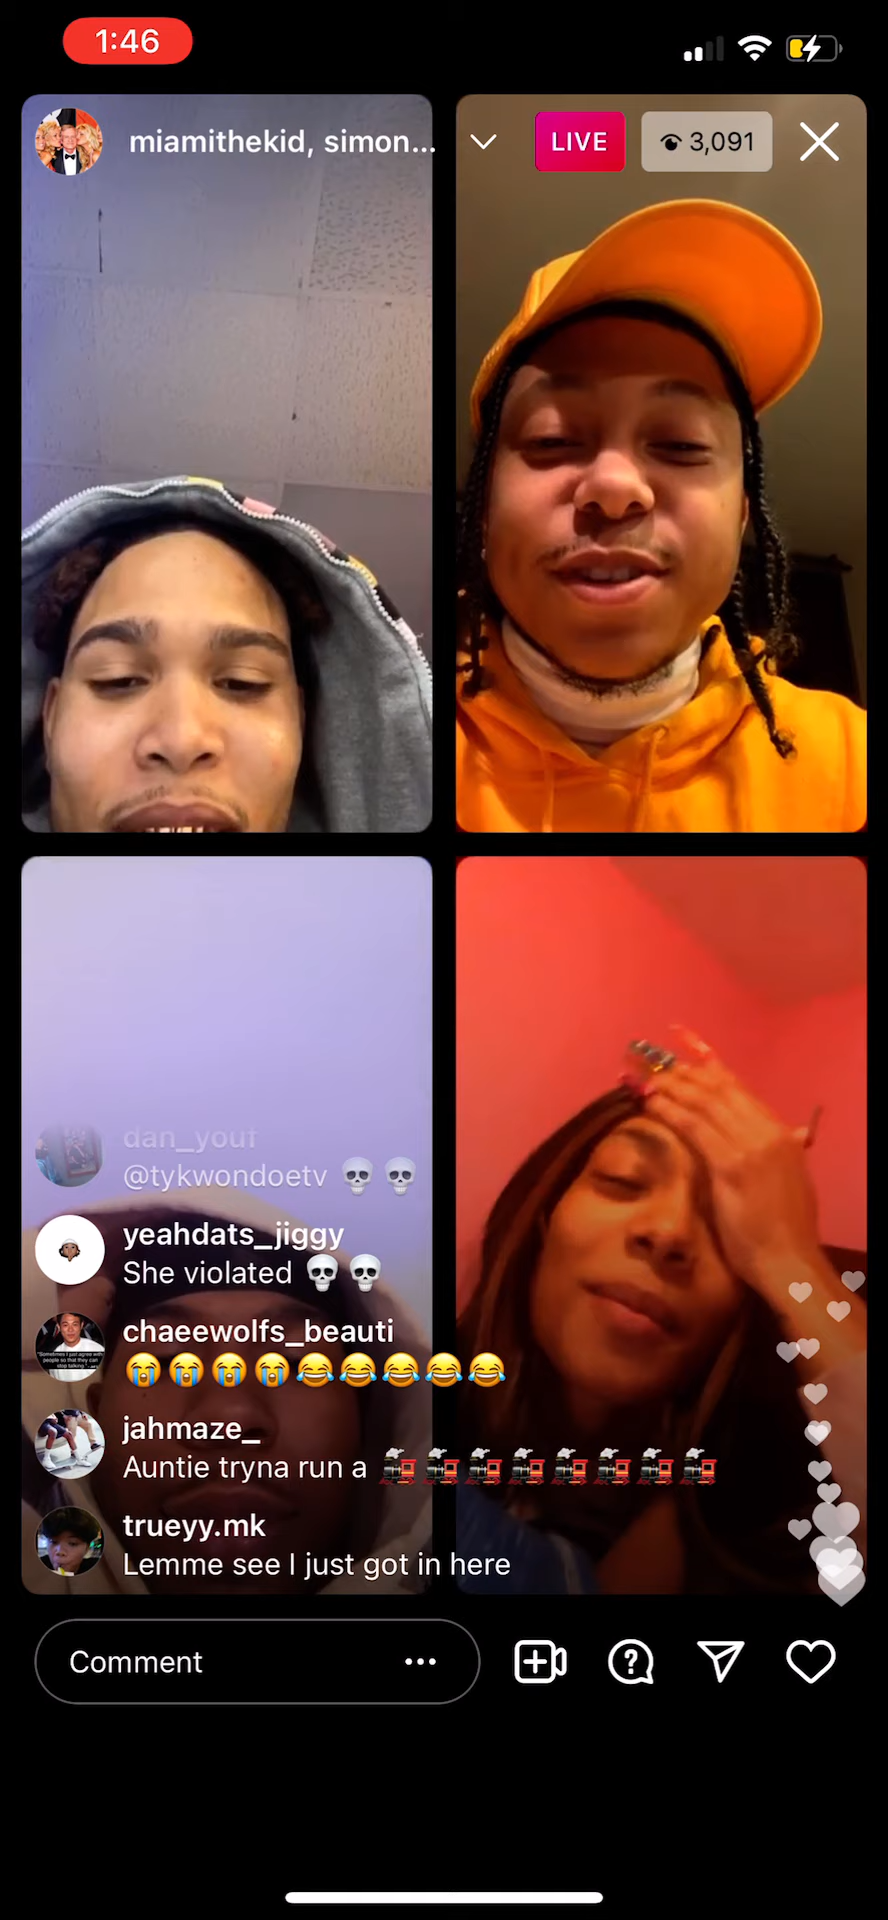 1:46
miamithekid, simon...
LIVE
3,091
dan_youf
@tykwondoetv 💀💀
yeahdats_jiggy
She violated 💀💀
chaeewolfs_beauti
😭😭😭😭😂😂😂😂😂
jahmaze_
Auntie tryna run a 🚂🚂🚂🚂🚂🚂🚂🚂
trueyy.mk
Lemme see I just got in here
Comment